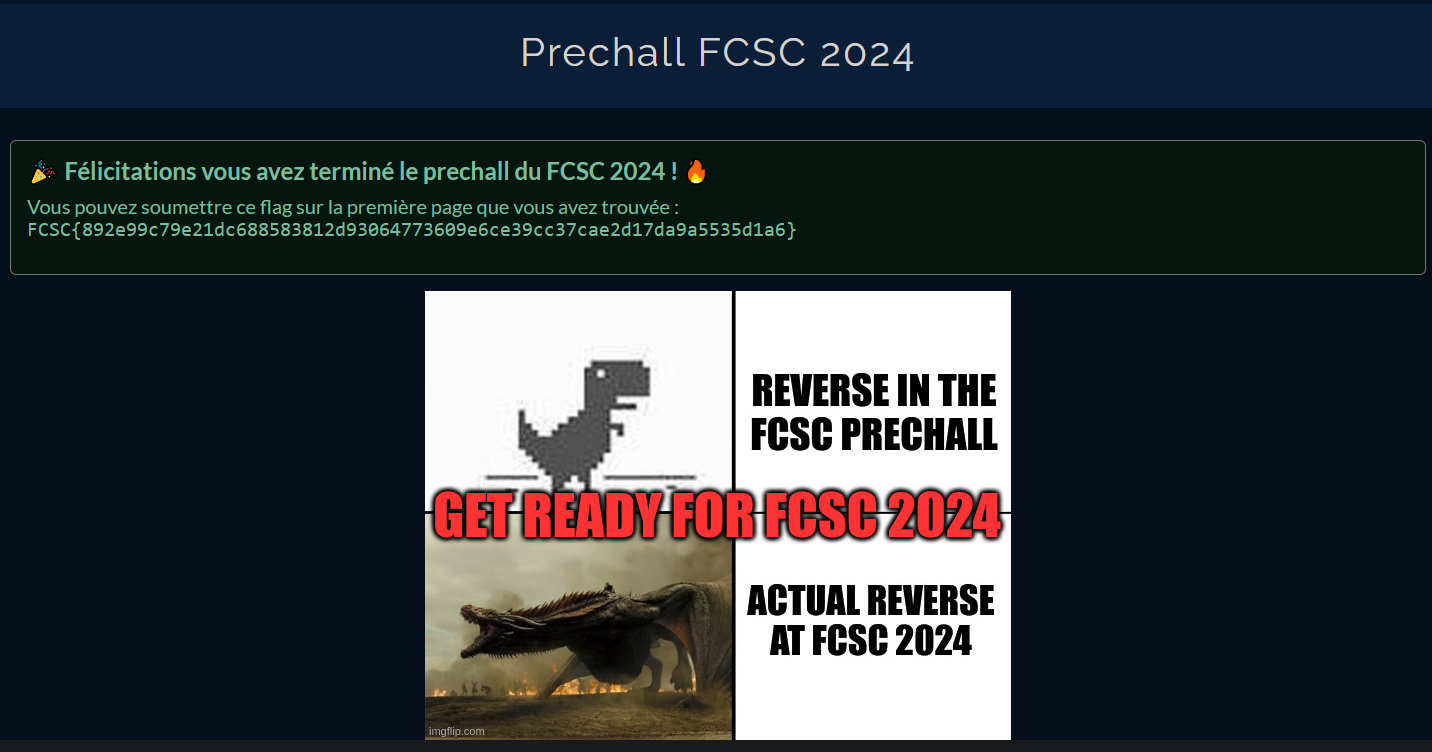 Prechall FCSC 2024
🎉 Félicitations vous avez terminé le prechall du FCSC 2024 ! 🔥
Vous pouvez soumettre ce flag sur la première page que vous avez trouvée :
FCSC{892e99c79e21dc688583812d93064773609e6ce39cc37cae2d17da9a5535d1a6}
REVERSE IN THE
FCSC PRECHALL
GET READY FOR FCSC 2024
ACTUAL REVERSE
AT FCSC 2024
imgflip.com